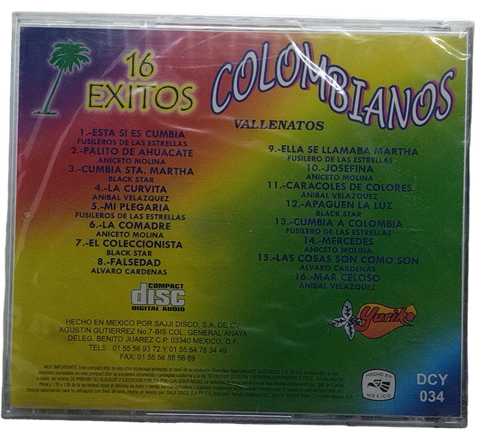 16
EXITOS
COLOMBIANOS
VALLENATOS
1.-ESTA SI ES CUMBIA
FUSILEROS DE LAS ESTRELLAS
2.-PALITO DE AHUACATE
ANICETO MOLINA
3.-CUMBIA STA. MARTHA
BLACK STAR
4.-LA CURVITA
ANIBAL VELAZQUEZ
5.-MI PLEGARIA
FUSILEROS DE LAS ESTRELLAS
6.-LA COMADRE
ANICETO MOLINA
7.-EL COLECCIONISTA
BLACK STAR
8.-FALSEDAD
ALVARO CARDENAS
9.-ELLA SE LLAMABA MARTHA
FUSILERO DE LAS ESTRELLAS
10.-JOSEFINA
ANICETO MOLINA
11.-CARACOLES DE COLORES
ANIBAL VELAZQUEZ
12.-APAGUEN LA LUZ
BLACK STAR
13.-CUMBIA A COLOMBIA
FUSILEROS DE LAS ESTRELLAS
14.-MERCEDES
ANICETO MOLINA
15.-LAS COSAS SON COMO SON
ALVARO CARDENAS
16.-MAR CELOSO
ANIBAL VELAZQUEZ
COMPACT
disc
DIGITAL AUDIO
HECHO EN MEXICO POR SAJI DISCO, S.A. DE CV.
AGUSTIN GUTIERREZ No.7-BIS COL. GENERAL ANAYA
DELEG. BENITO JUAREZ C.P. 03340 MEXICO, D.F.
TELS.: 01 55 56 93 72 Y 01 55 54 78 34 49
FAX: 01 55 56 88 58 89
HECHO EN
MEXICO
DCY
034